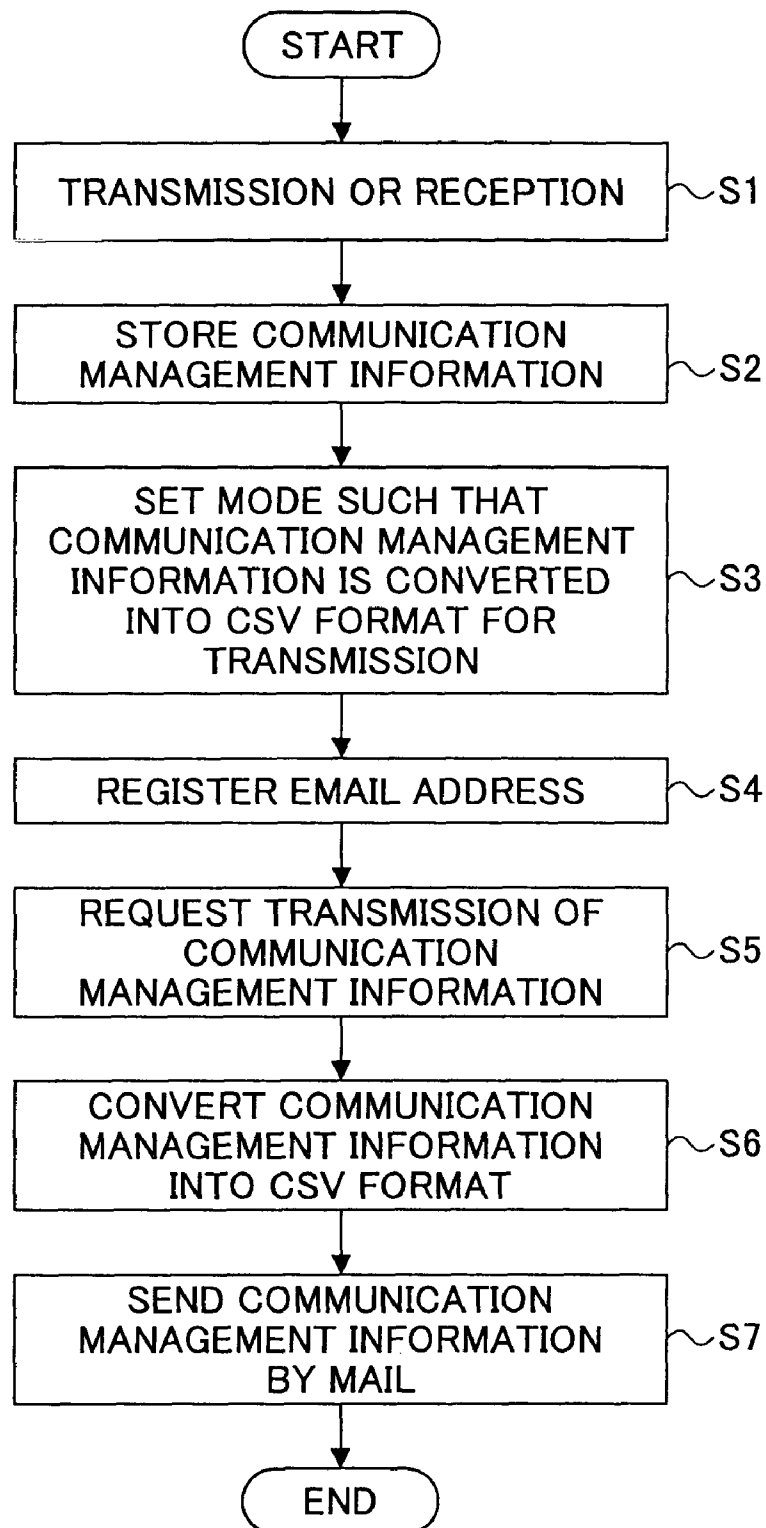 START
TRANSMISSION OR RECEPTION
S1
STORE COMMUNICATION
MANAGEMENT INFORMATION
S2
SET MODE SUCH THAT
COMMUNICATION MANAGEMENT
INFORMATION IS CONVERTED
INTO CSV FORMAT FOR
TRANSMISSION
S3
REGISTER EMAIL ADDRESS
S4
REQUEST TRANSMISSION OF
COMMUNICATION
MANAGEMENT INFORMATION
S5
CONVERT COMMUNICATION
MANAGEMENT INFORMATION
INTO CSV FORMAT
S6
SEND COMMUNICATION
MANAGEMENT INFORMATION
BY MAIL
S7
END